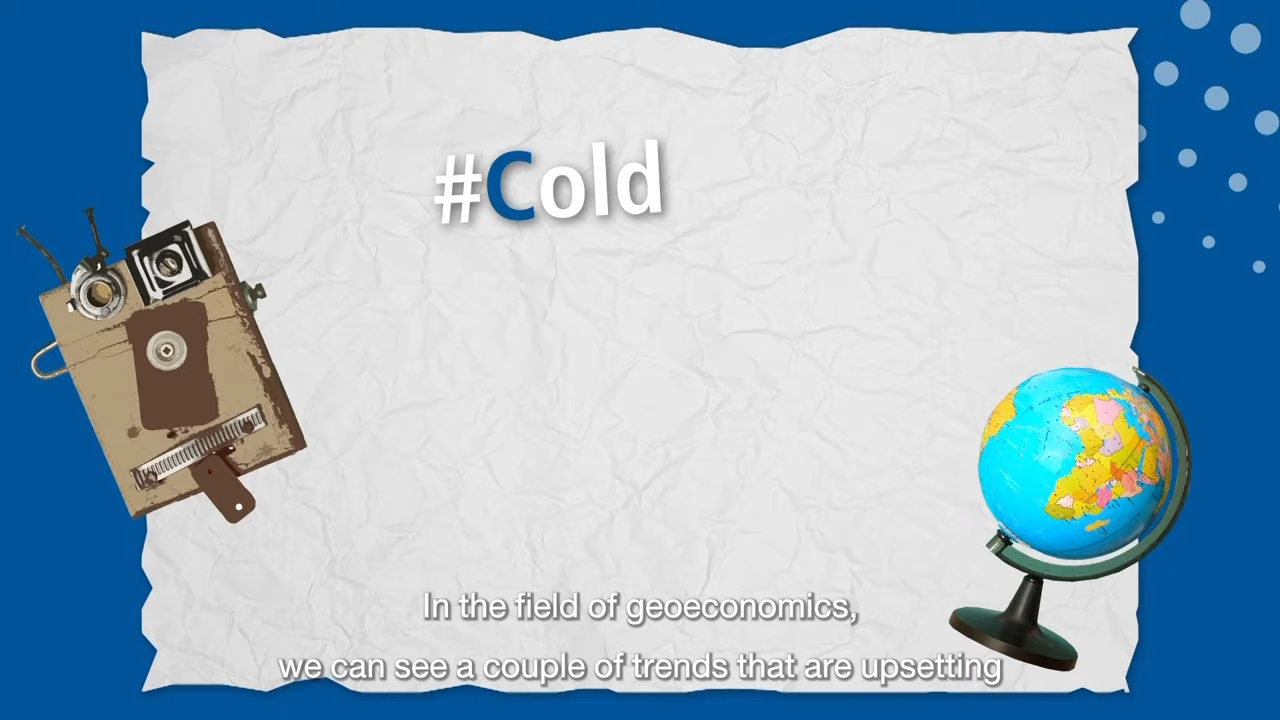 #Cold
In the field of geoeconomics,
we can see a couple of trends that are upsetting